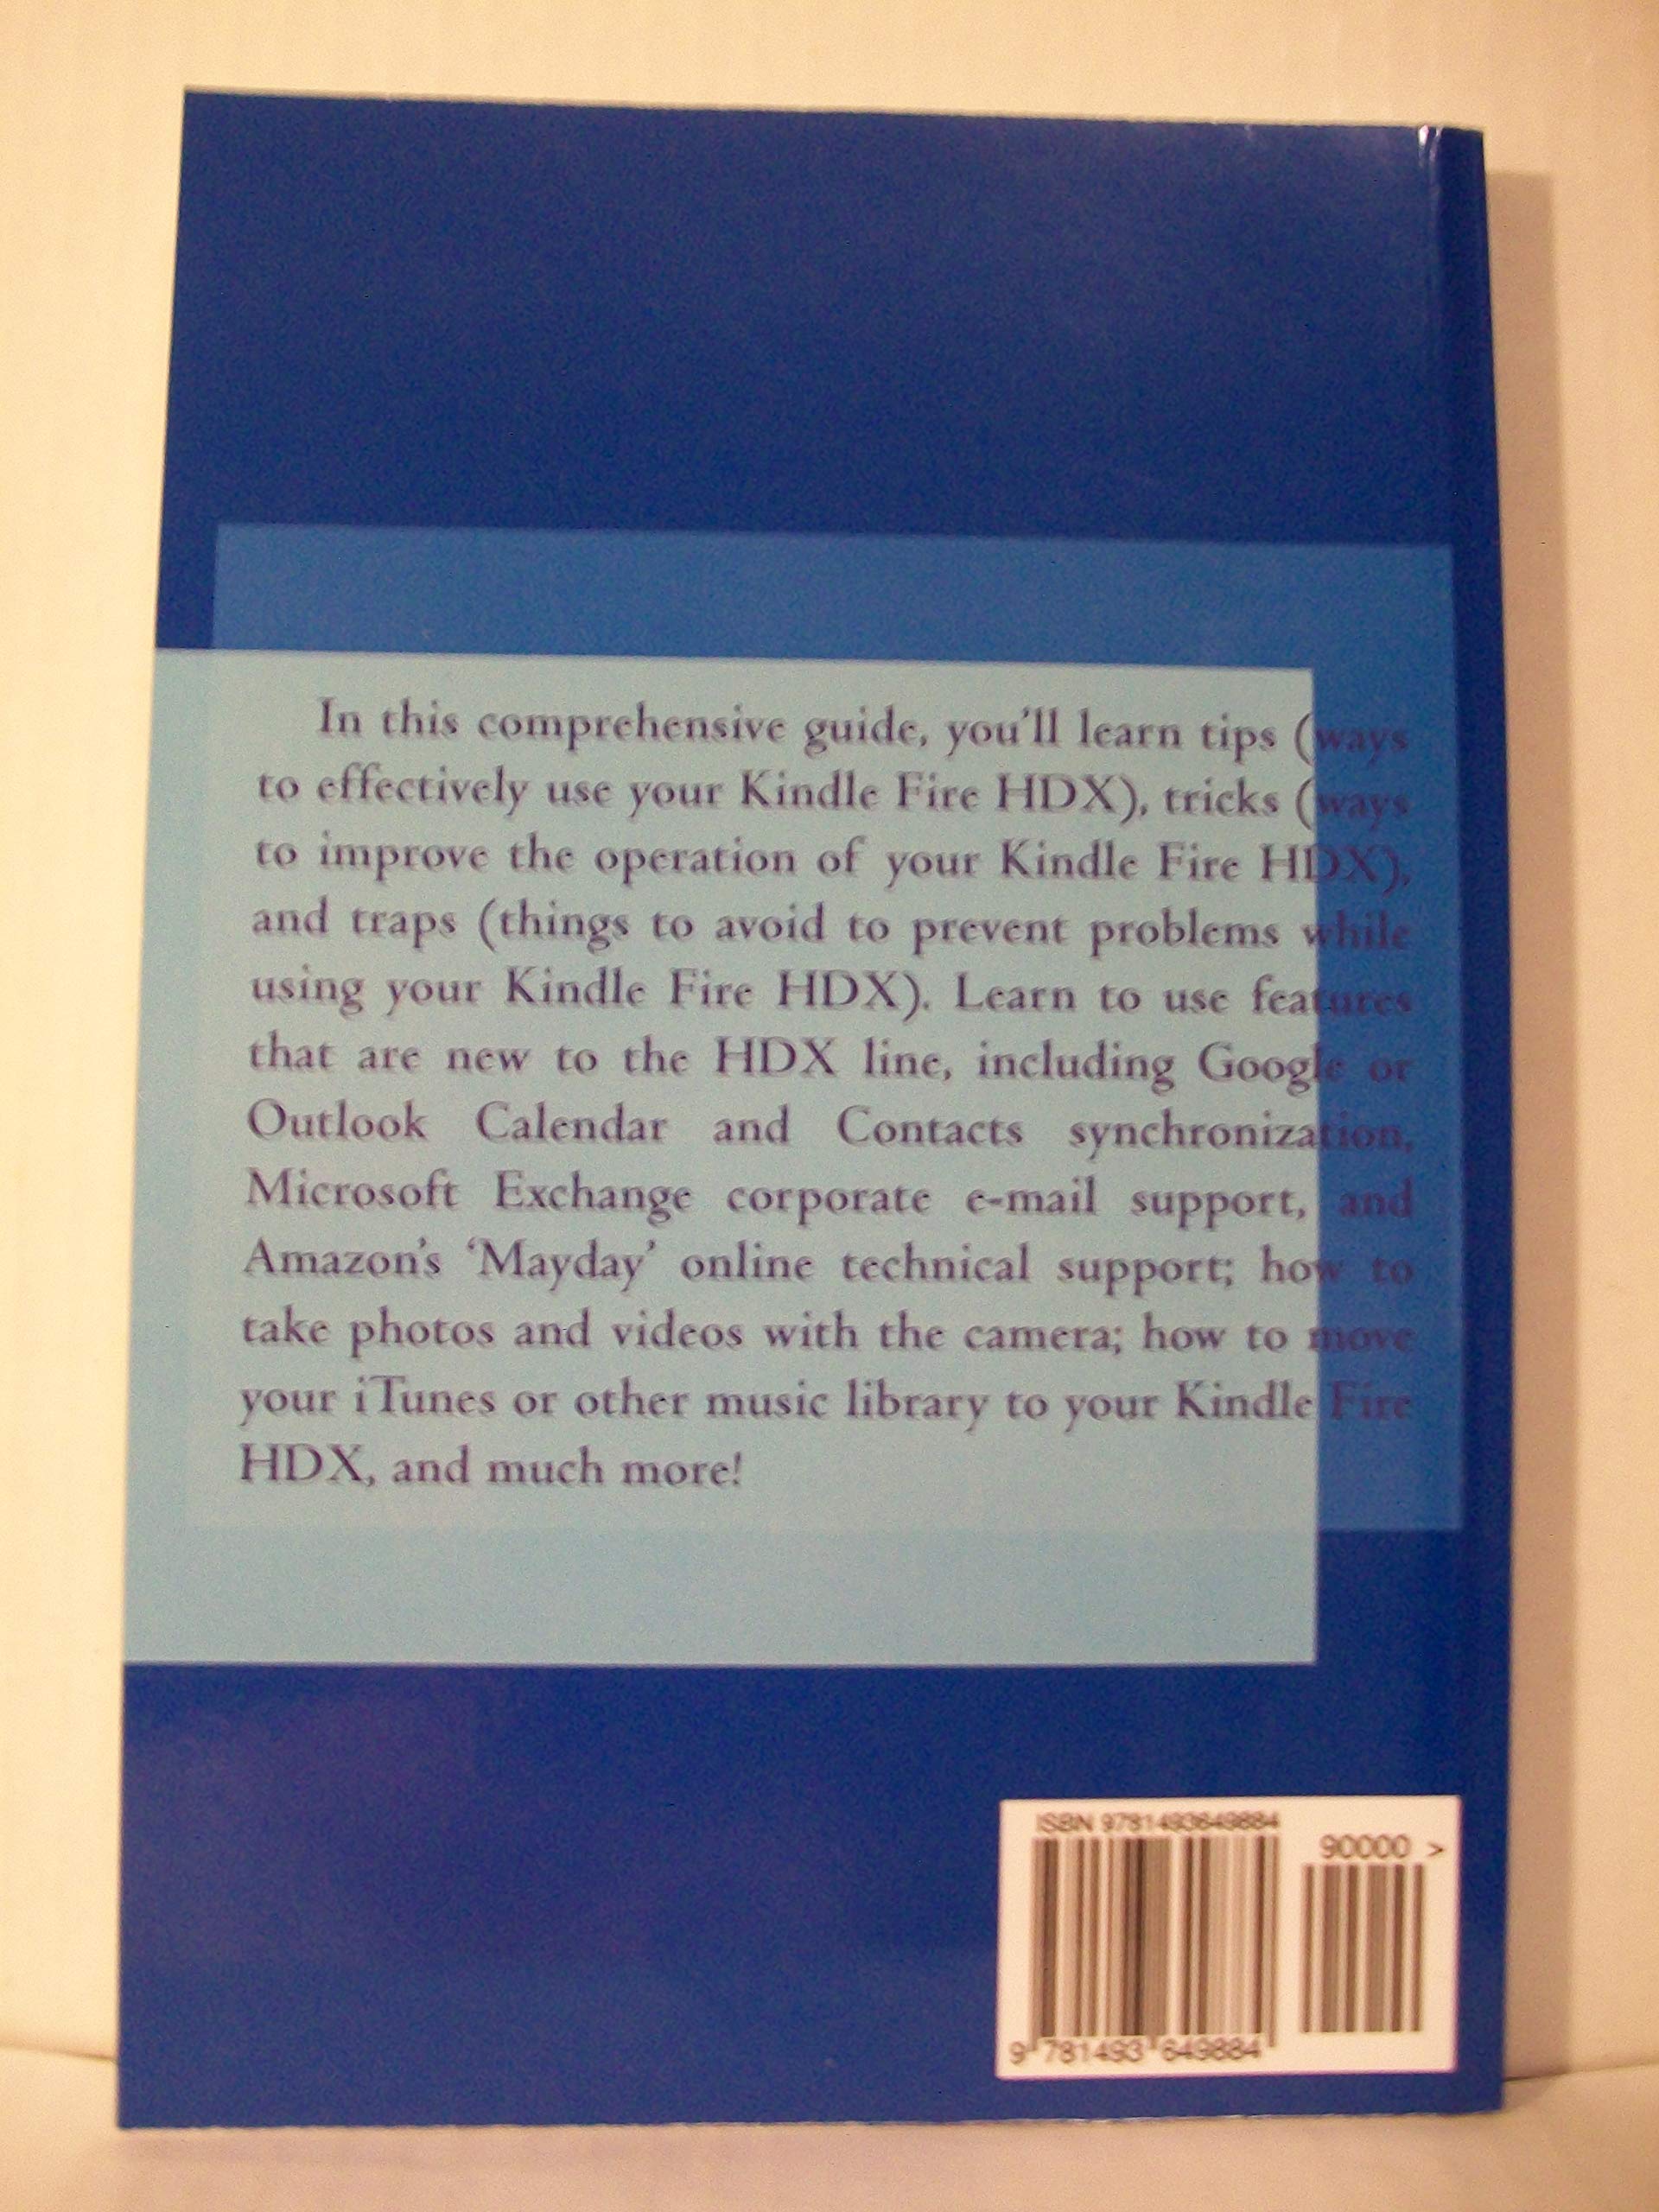 In this comprehensive guide, you'll learn tips (ways
to effectively use your Kindle Fire HDX), tricks (ways
to improve the operation of your Kindle Fire HDX),
and traps (things to avoid to prevent problems while
using your Kindle Fire HDX). Learn to use features
that are new to the HDX line, including Google or
Outlook Calendar and Contacts synchronization,
Microsoft Exchange corporate e-mail support, and
Amazon's 'Mayday' online technical support; how to
take photos and videos with the camera; how to move
your iTunes or other music library to your Kindle Fire
HDX, and much more!
ISBN 9781493649884
90000 >
9 781493 649884